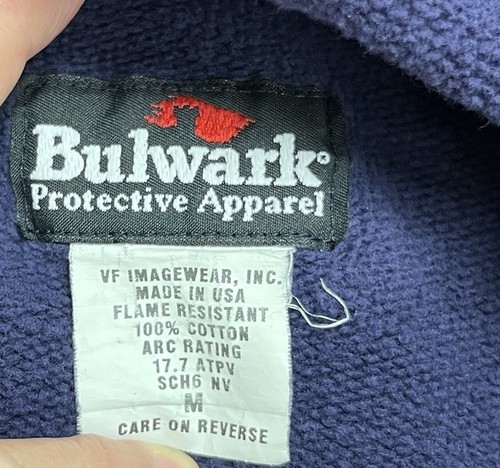 Bulwark®
Protective Apparel
VF IMAGEWEAR, INC.
MADE IN USA
FLAME RESISTANT
100% COTTON
ARC RATING
17.7 ATPV
SCH6 NV
M
CARE ON REVERSE